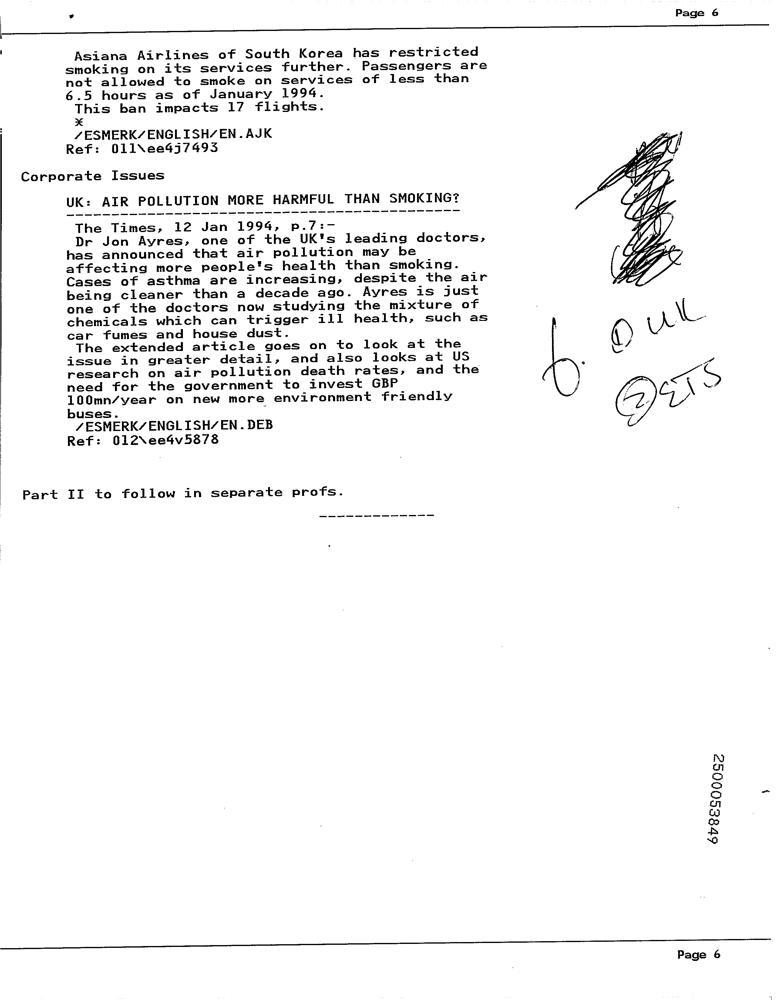 Page 6
Asiana Airlines of South Korea has restricted
smoking on its services further. Passengers are
not allowed to smoke on services of less than
6.5 hours as of January 1994.
This ban impacts 17 flights.
*
/ESMERK/ENGLISH/EN.AJK
Ref: 011\ee4j7493
Corporate Issues
UK: AIR POLLUTION MORE HARMFUL THAN SMOKING?
-------------------------------------------
The Times, 12 Jan 1994, p.7:-
Dr Jon Ayres, one of the UK's leading doctors,
has announced that air pollution may be
affecting more people's health than smoking.
Cases of asthma are increasing, despite the air
being cleaner than a decade ago. Ayres is just
one of the doctors now studying the mixture of
chemicals which can trigger ill health, such as
car fumes and house dust.
The extended article goes on to look at the
issue in greater detail, and also looks at US
research on air pollution death rates, and the
need for the government to invest GBP
100mn/year on new more environment friendly
buses.
/ESMERK/ENGLISH/EN.DEB
Ref: 012\ee4v5878
6. ① UK
② ETS
Part II to follow in separate profs.
-------------
2500053849
Page 6